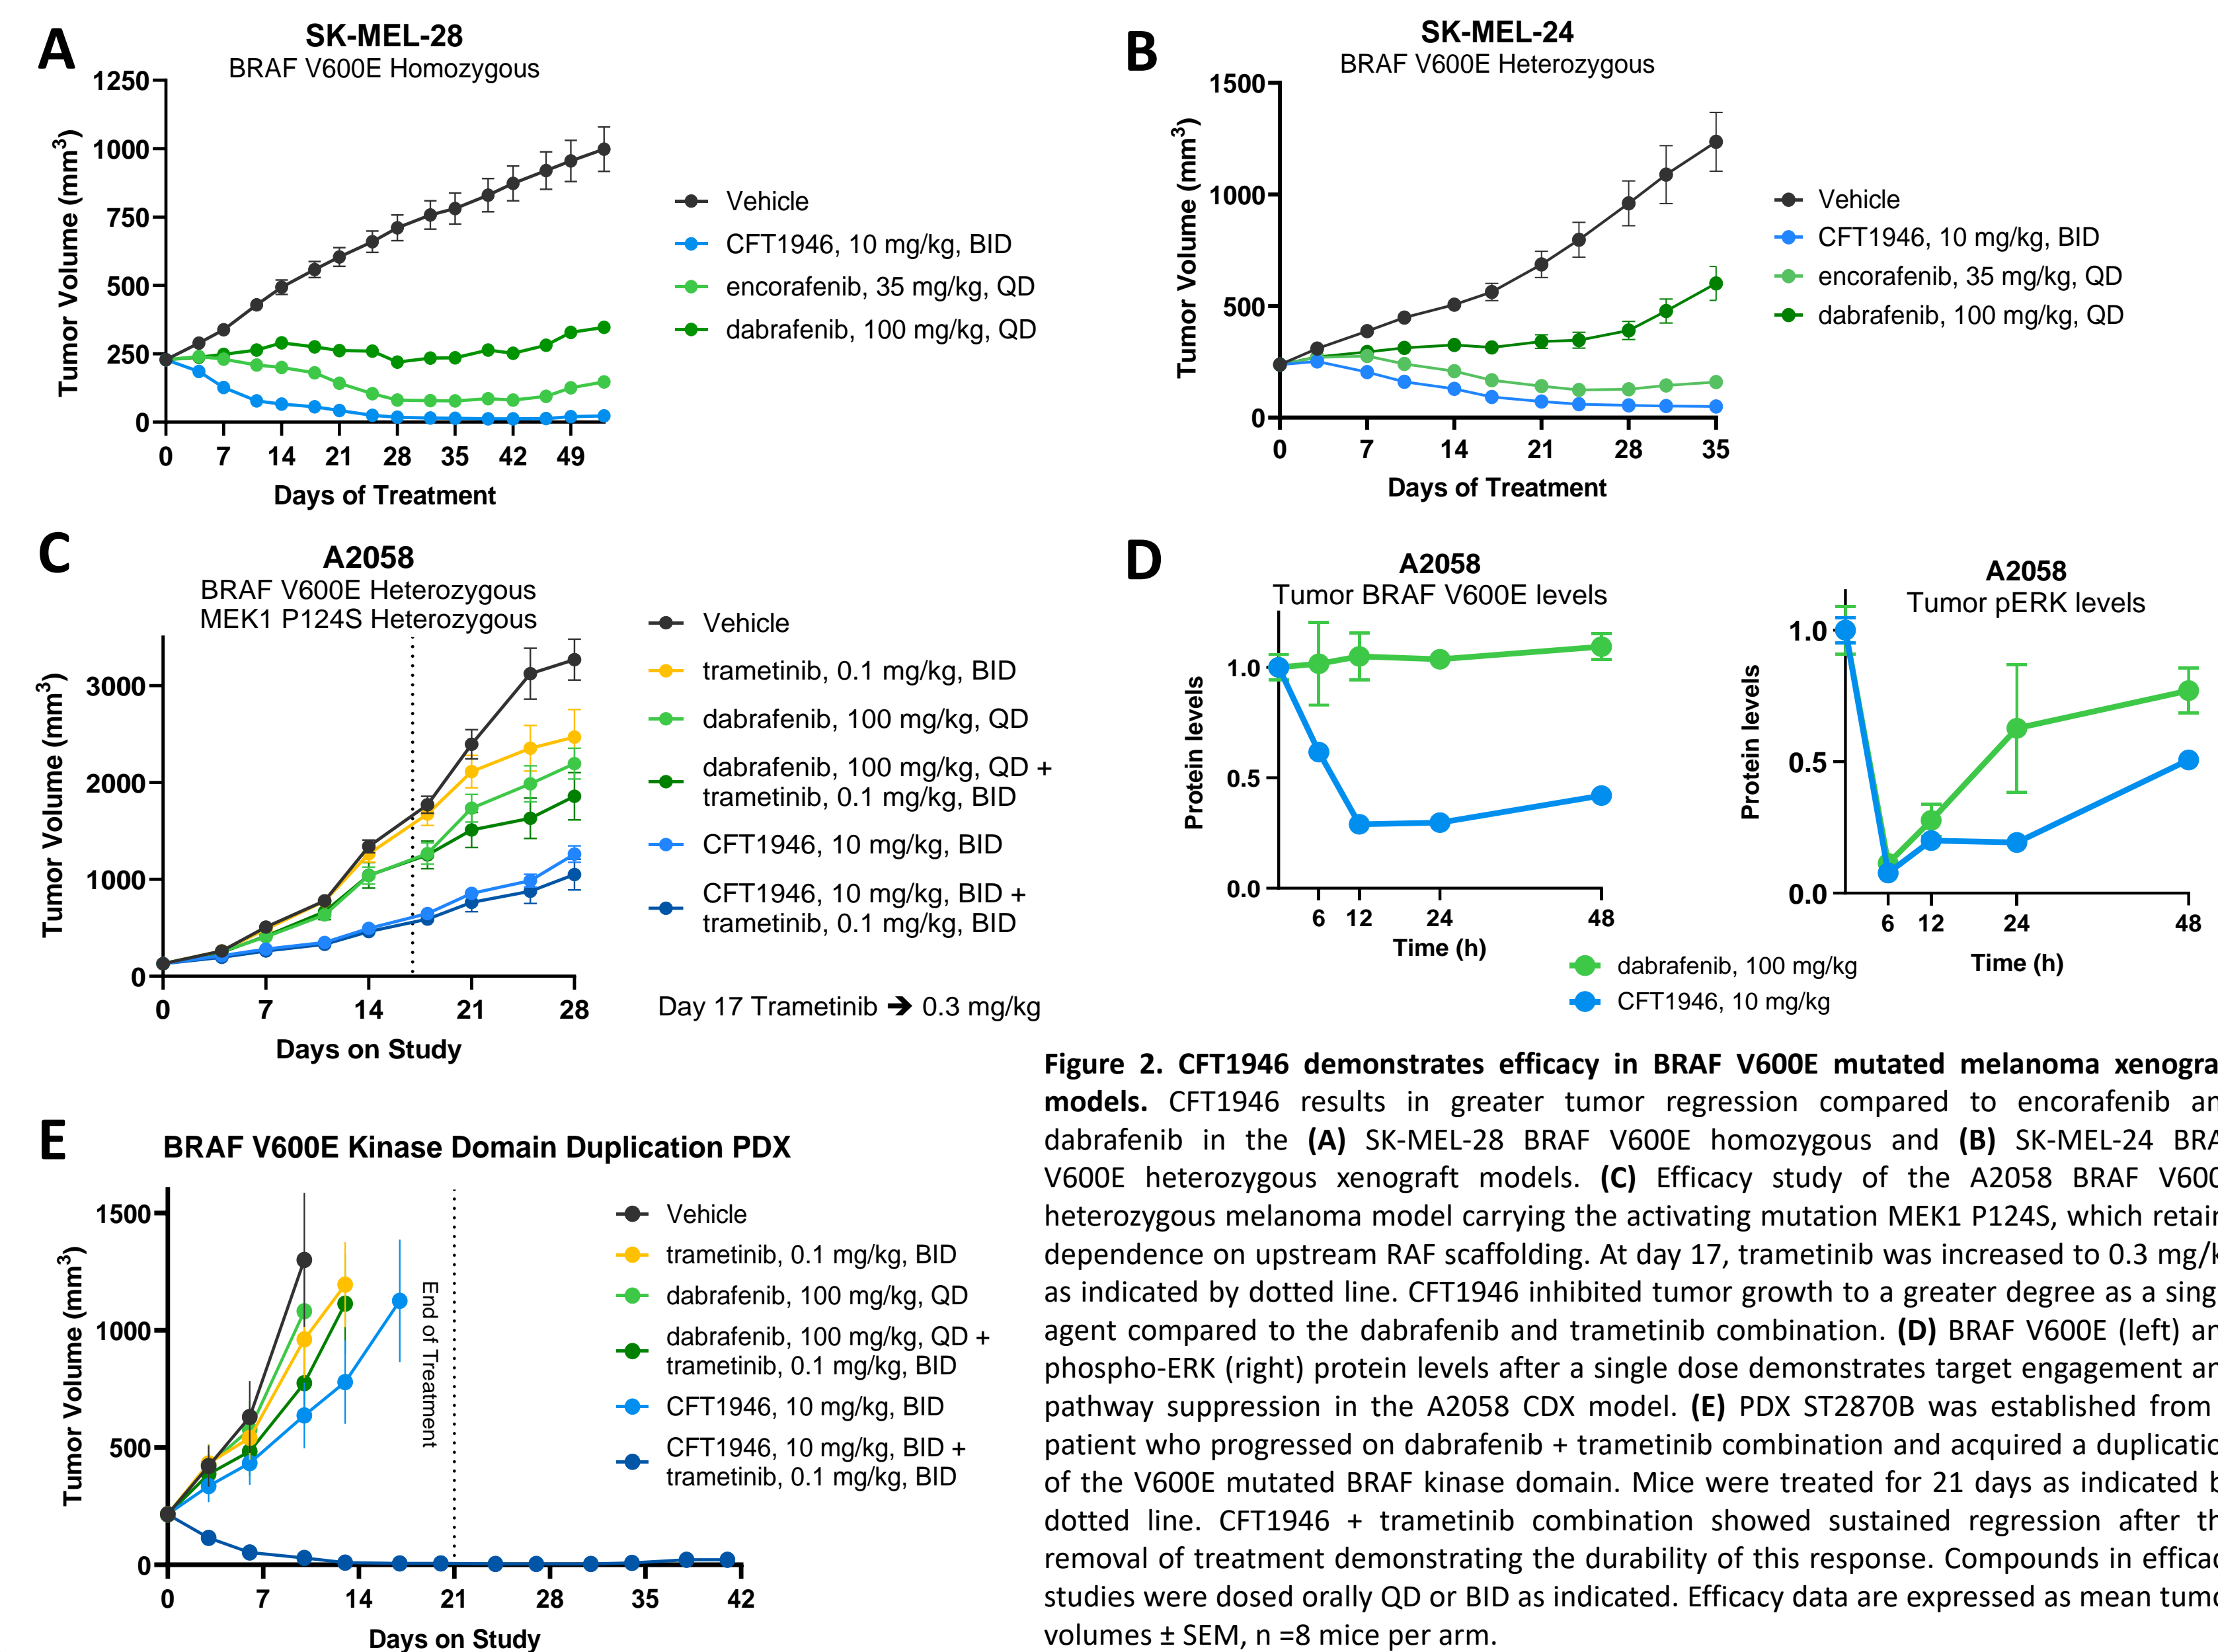 A
SK-MEL-28
BRAF V600E Homozygous
Tumor Volume (mm3)
1250
1000
750
500
250
0
0 7 14 21 28 35 42 49
Days of Treatment
Vehicle
CFT1946, 10 mg/kg, BID
encorafenib, 35 mg/kg, QD
dabrafenib, 100 mg/kg, QD
B
SK-MEL-24
BRAF V600E Heterozygous
Tumor Volume (mm3)
1500
1000
500
0
0 7 14 21 28 35
Days of Treatment
Vehicle
CFT1946, 10 mg/kg, BID
encorafenib, 35 mg/kg, QD
dabrafenib, 100 mg/kg, QD
C
A2058
BRAF V600E Heterozygous
MEK1 P124S Heterozygous
Tumor Volume (mm3)
3000
2000
1000
0
0 7 14 21 28
Days on Study
Vehicle
trametinib, 0.1 mg/kg, BID
dabrafenib, 100 mg/kg, QD
dabrafenib, 100 mg/kg, QD +
trametinib, 0.1 mg/kg, BID
CFT1946, 10 mg/kg, BID
CFT1946, 10 mg/kg, BID +
trametinib, 0.1 mg/kg, BID
Day 17 Trametinib ➔ 0.3 mg/kg
D
A2058
Tumor BRAF V600E levels
Protein levels
1.0
0.5
0.0
6 12 24 48
Time (h)
A2058
Tumor pERK levels
Protein levels
1.0
0.5
0.0
6 12 24 48
Time (h)
dabrafenib, 100 mg/kg
CFT1946, 10 mg/kg
E
BRAF V600E Kinase Domain Duplication PDX
Tumor Volume (mm3)
1500
1000
500
0
0 7 14 21 28 35 42
Days on Study
End of Treatment
Vehicle
trametinib, 0.1 mg/kg, BID
dabrafenib, 100 mg/kg, QD
dabrafenib, 100 mg/kg, QD +
trametinib, 0.1 mg/kg, BID
CFT1946, 10 mg/kg, BID
CFT1946, 10 mg/kg, BID +
trametinib, 0.1 mg/kg, BID
Figure 2. CFT1946 demonstrates efficacy in BRAF V600E mutated melanoma xenogra
models. CFT1946 results in greater tumor regression compared to encorafenib an
dabrafenib in the (A) SK-MEL-28 BRAF V600E homozygous and (B) SK-MEL-24 BRA
V600E heterozygous xenograft models. (C) Efficacy study of the A2058 BRAF V600
heterozygous melanoma model carrying the activating mutation MEK1 P124S, which retain
dependence on upstream RAF scaffolding. At day 17, trametinib was increased to 0.3 mg/k
as indicated by dotted line. CFT1946 inhibited tumor growth to a greater degree as a sing
agent compared to the dabrafenib and trametinib combination. (D) BRAF V600E (left) an
phospho-ERK (right) protein levels after a single dose demonstrates target engagement an
pathway suppression in the A2058 CDX model. (E) PDX ST2870B was established from
patient who progressed on dabrafenib + trametinib combination and acquired a duplicatio
of the V600E mutated BRAF kinase domain. Mice were treated for 21 days as indicated b
dotted line. CFT1946 + trametinib combination showed sustained regression after th
removal of treatment demonstrating the durability of this response. Compounds in efficac
studies were dosed orally QD or BID as indicated. Efficacy data are expressed as mean tumo
volumes ± SEM, n =8 mice per arm.